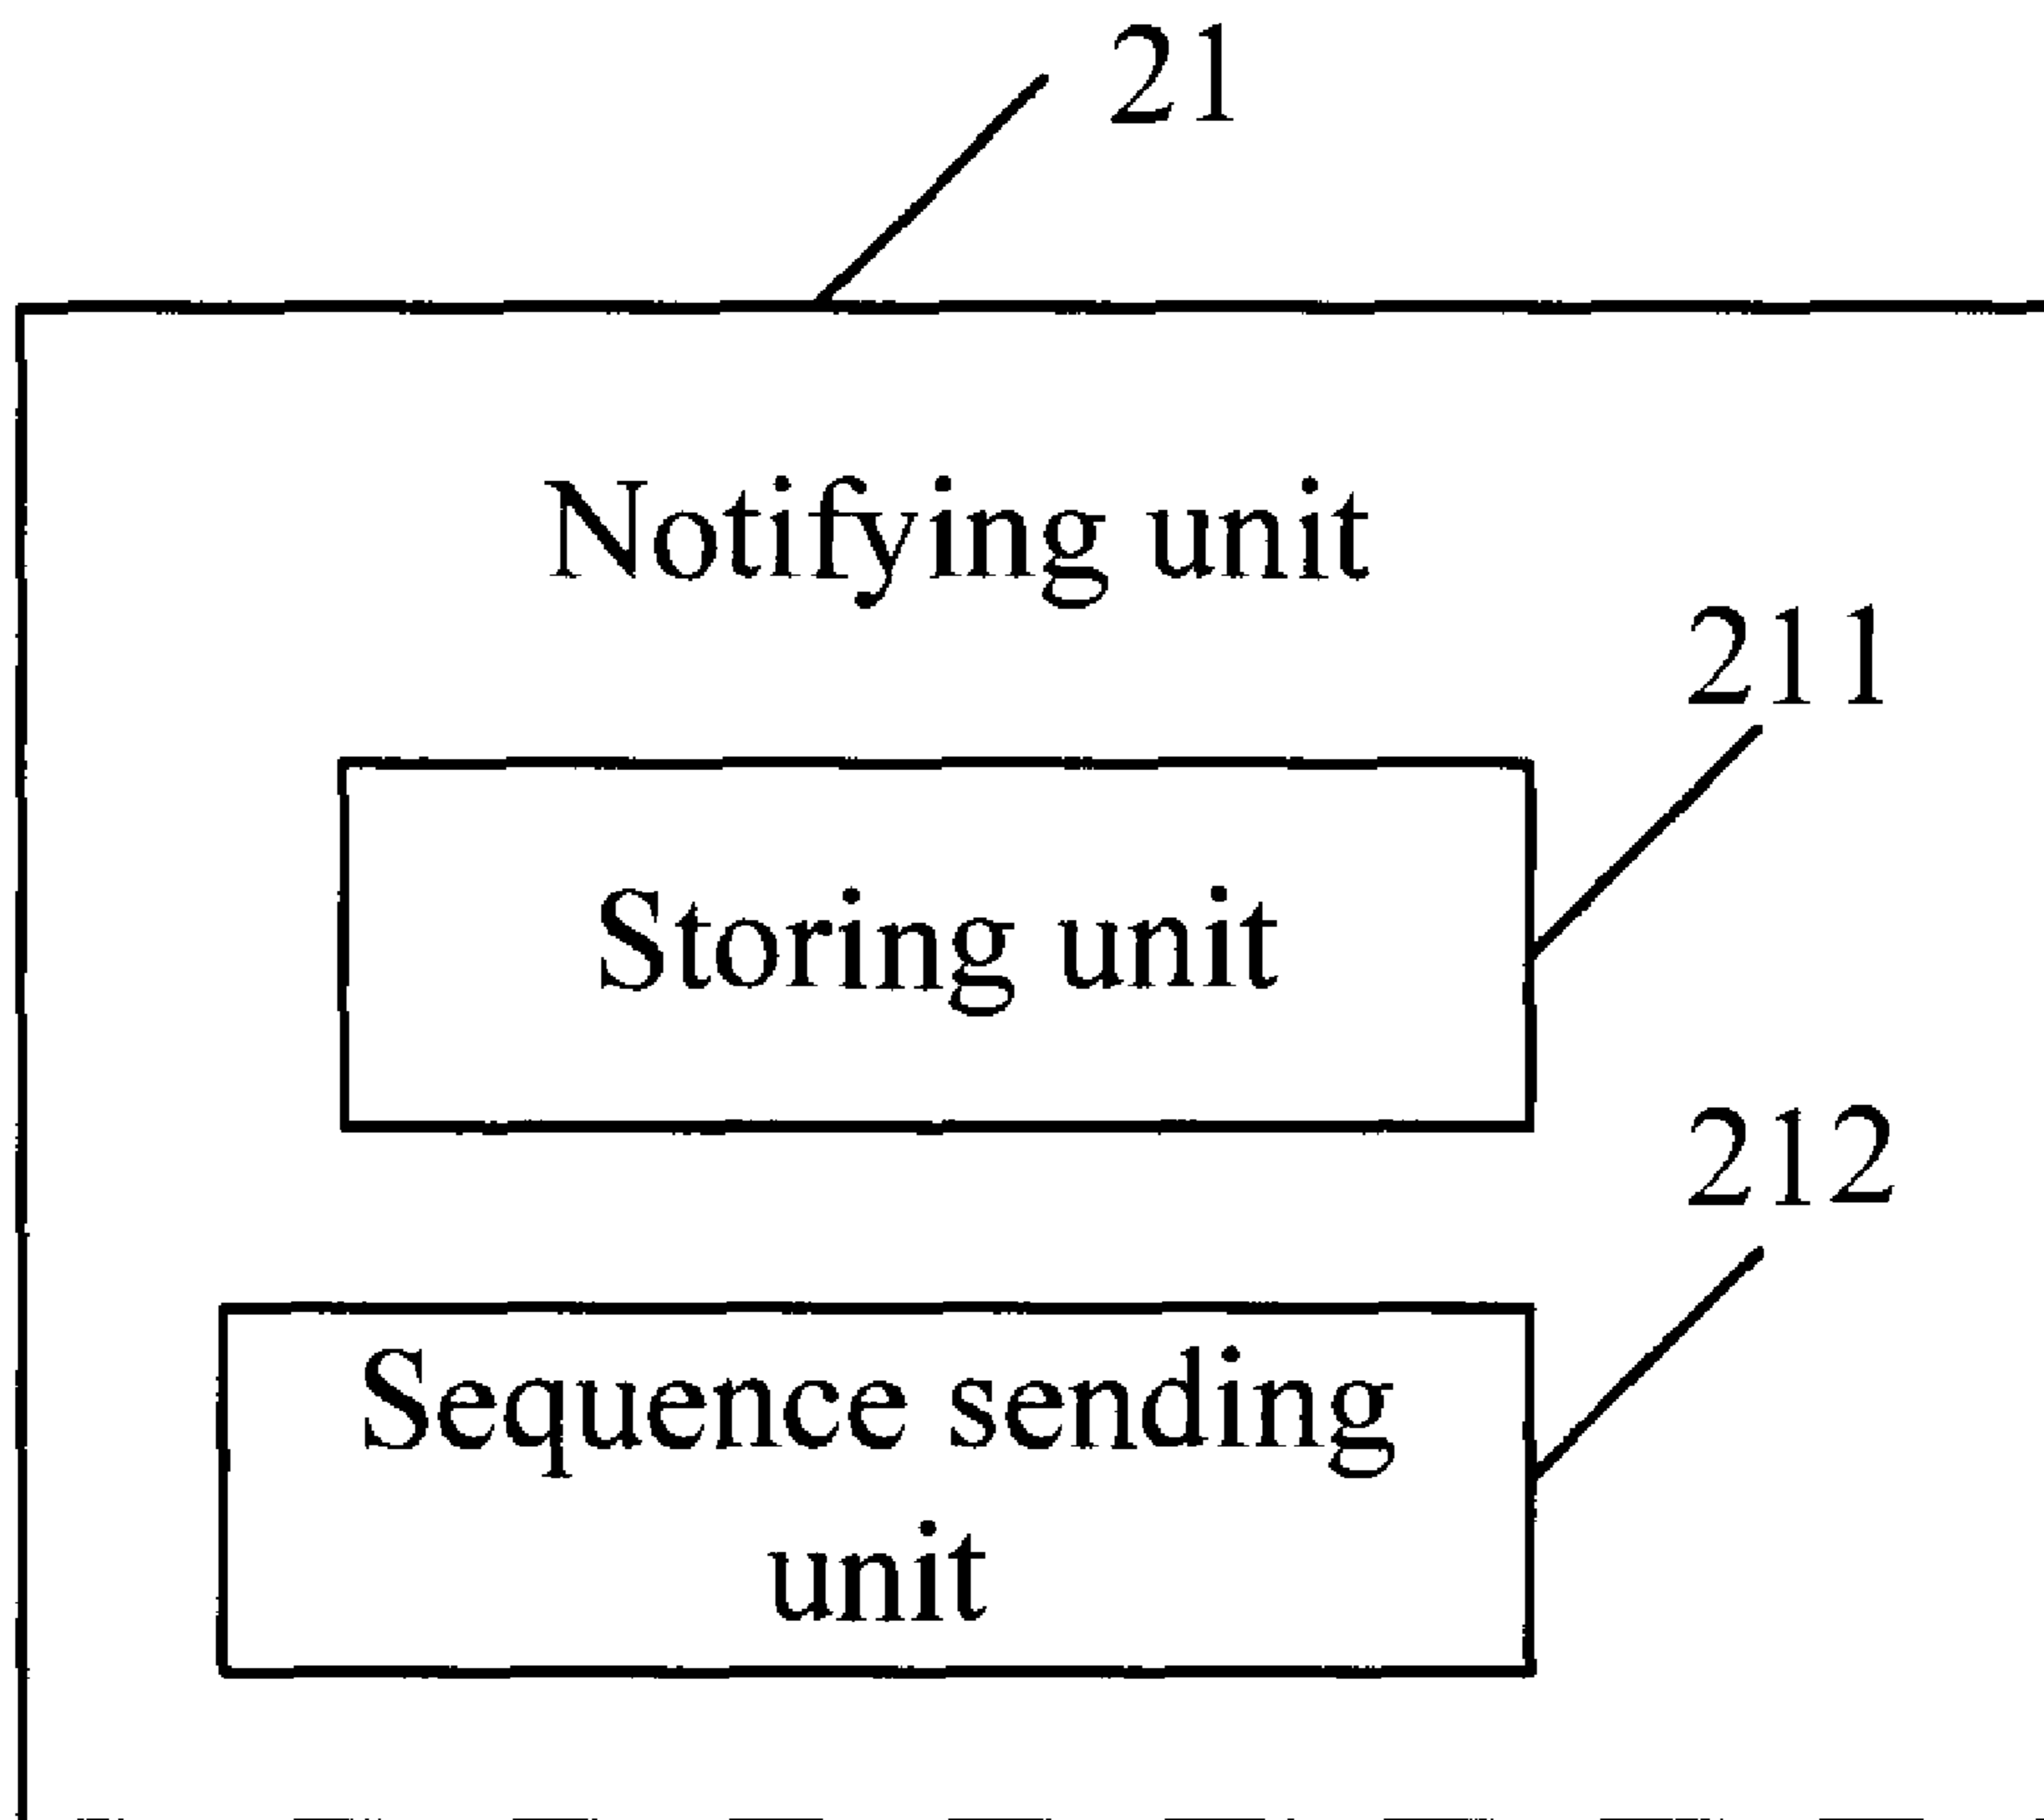 21
Notifying unit
211
Storing unit
212
Sequence sending
unit